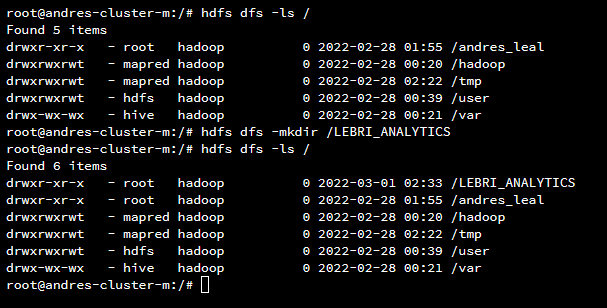 root@andres-cluster-m:/# hdfs dfs -ls /
Found 5 items
drwxr-xr-x   - root   hadoop          0 2022-02-28 01:55 /andres_leal
drwxrwxrwt   - mapred hadoop          0 2022-02-28 00:20 /hadoop
drwxrwxrwt   - mapred hadoop          0 2022-02-28 02:22 /tmp
drwxrwxrwt   - hdfs   hadoop          0 2022-02-28 00:39 /user
drwx-wx-wx   - hive   hadoop          0 2022-02-28 00:21 /var
root@andres-cluster-m:/# hdfs dfs -mkdir /LEBRI_ANALYTICS
root@andres-cluster-m:/# hdfs dfs -ls /
Found 6 items
drwxr-xr-x   - root   hadoop          0 2022-03-01 02:33 /LEBRI_ANALYTICS
drwxr-xr-x   - root   hadoop          0 2022-02-28 01:55 /andres_leal
drwxrwxrwt   - mapred hadoop          0 2022-02-28 00:20 /hadoop
drwxrwxrwt   - mapred hadoop          0 2022-02-28 02:22 /tmp
drwxrwxrwt   - hdfs   hadoop          0 2022-02-28 00:39 /user
drwx-wx-wx   - hive   hadoop          0 2022-02-28 00:21 /var
root@andres-cluster-m:/#